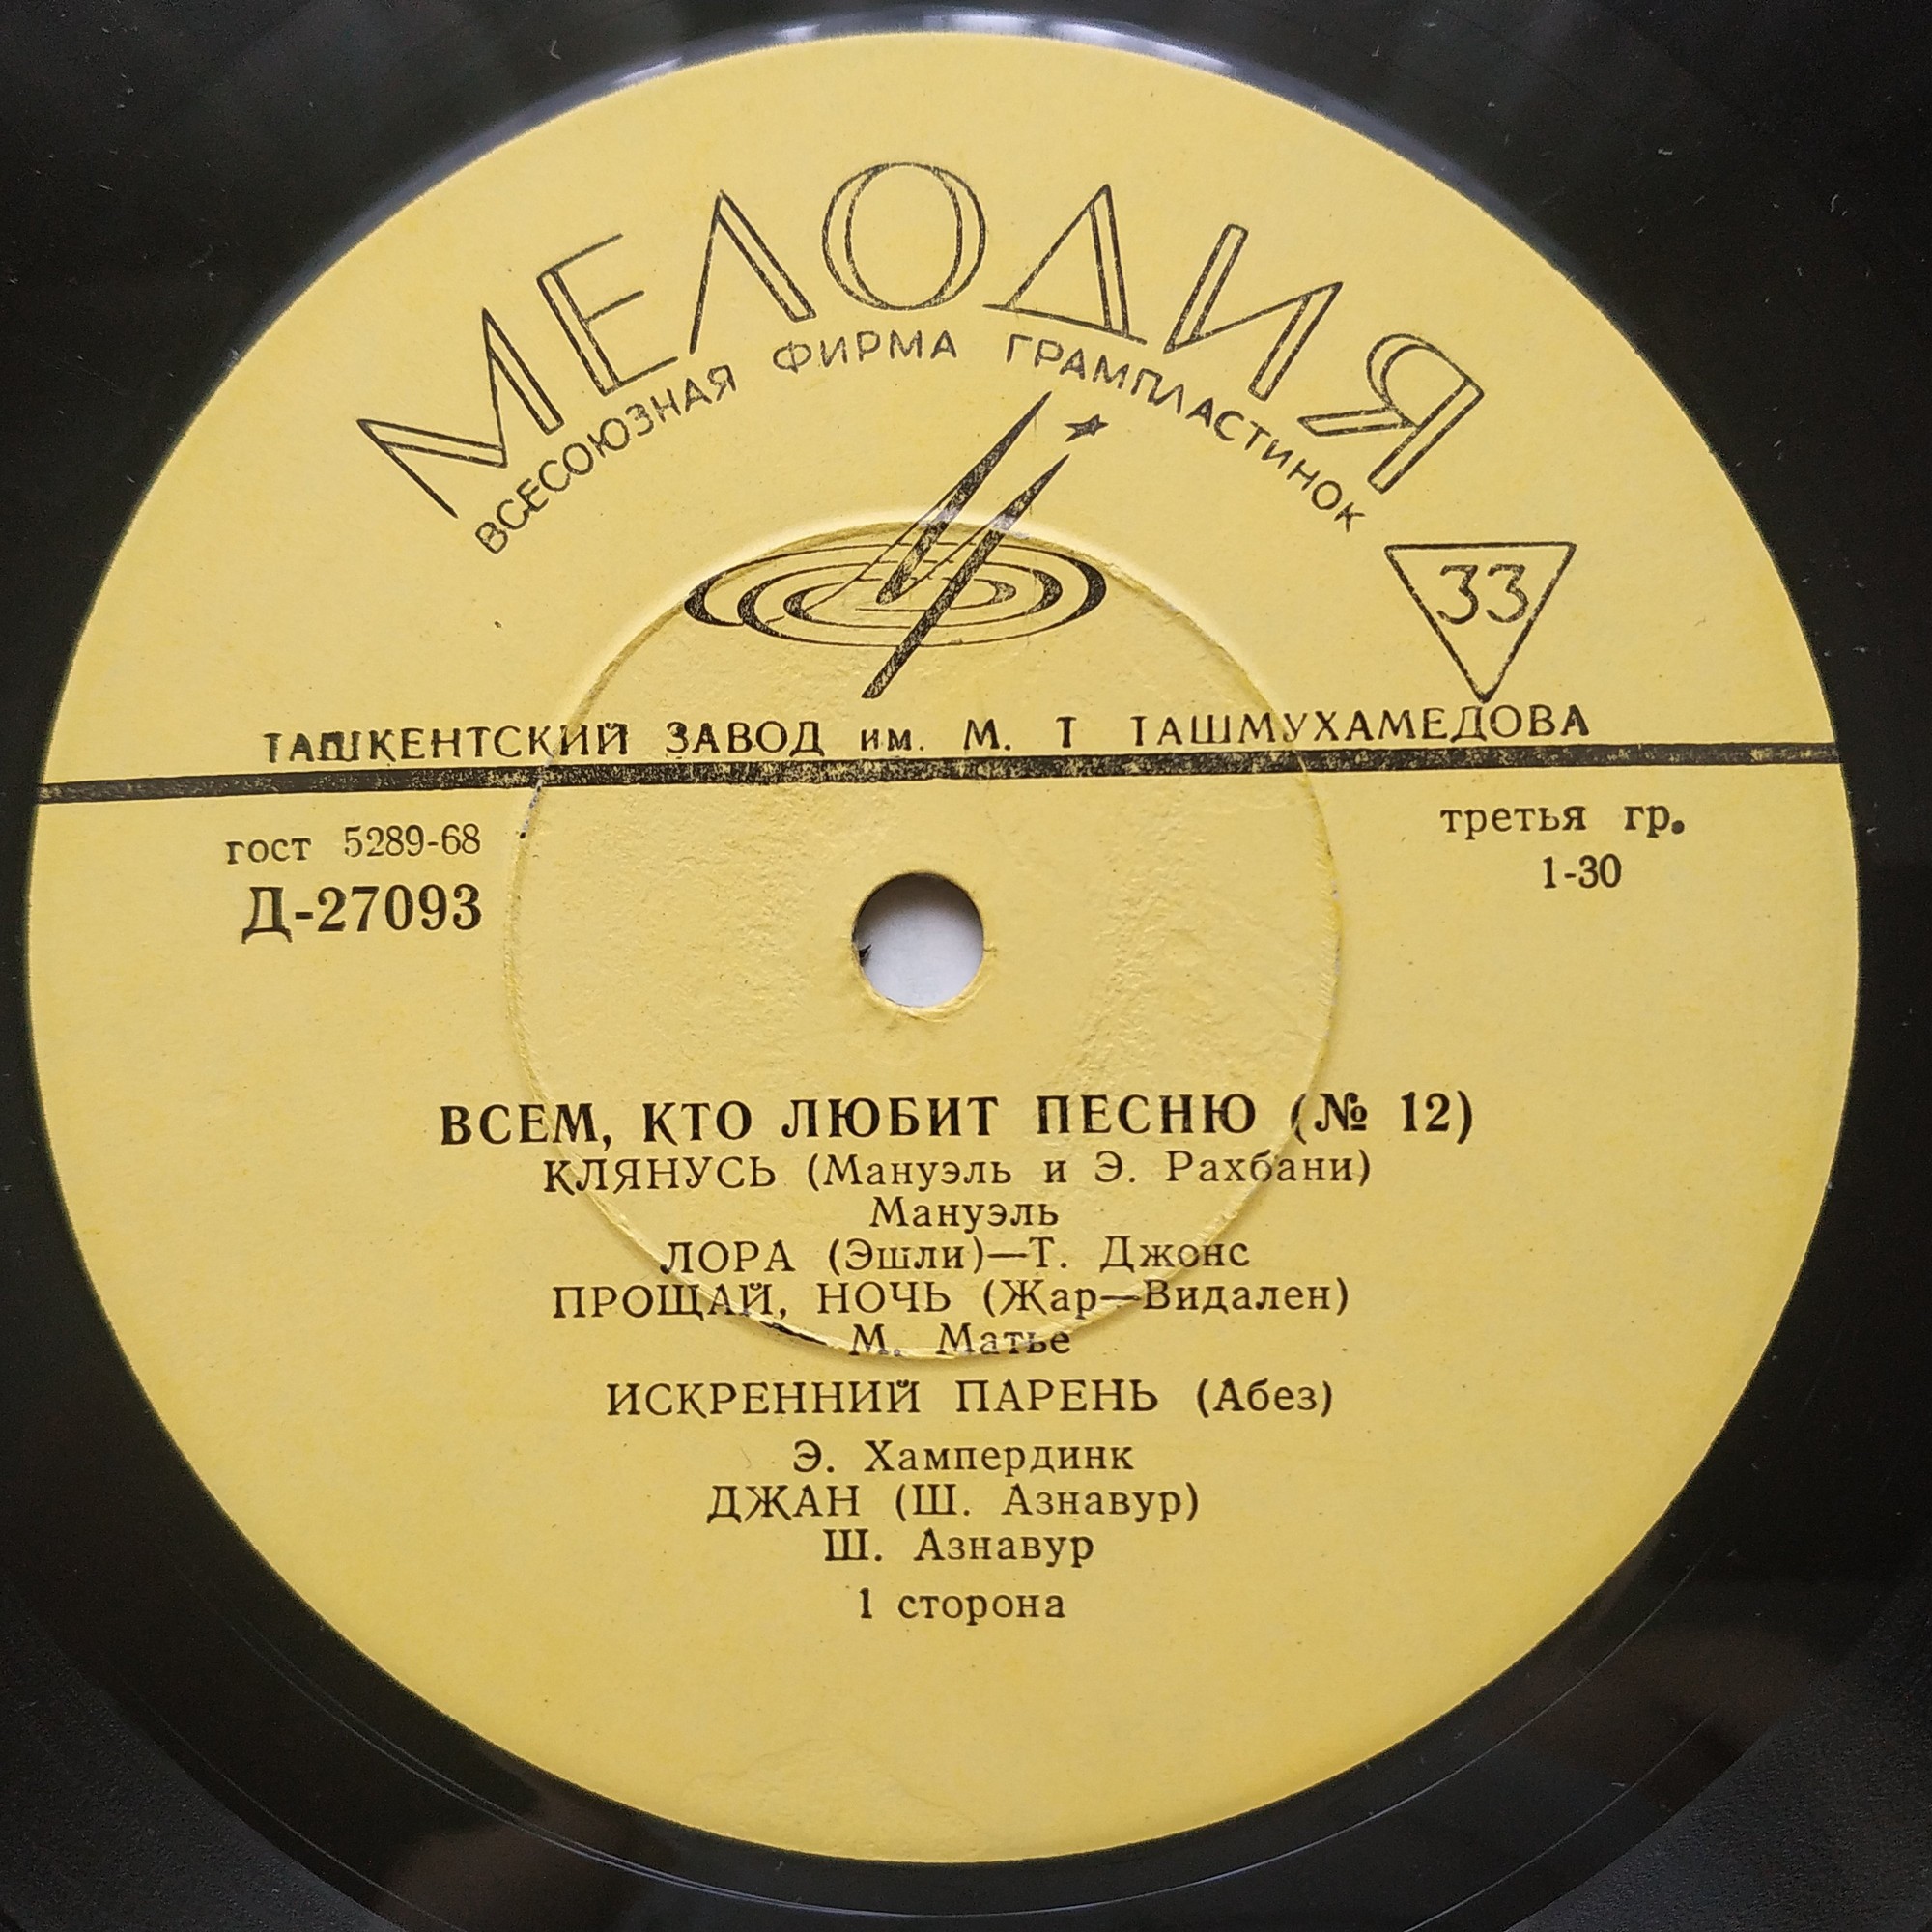 МЕЛОДИЯ
ВСЕСОЮЗНАЯ ФИРМА ГРАМПЛАСТИНОК
33
ТАШКЕНТСКИЙ ЗАВОД им. М. Т ТАШМУХАМЕДОВА
гост 5289-68
Д-27093
третья гр.
1-30
ВСЕМ, КТО ЛЮБИТ ПЕСНЮ (№ 12)
КЛЯНУСЬ (Мануэль и Э. Рахбани)
Мануэль
ЛОРА (Эшли)—Т. Джонс
ПРОЩАЙ, НОЧЬ (Жар—Видален)
М. Матье
ИСКРЕННИЙ ПАРЕНЬ (Абез)
Э. Хампердинк
ДЖАН (Ш. Азнавур)
Ш. Азнавур
1 сторона